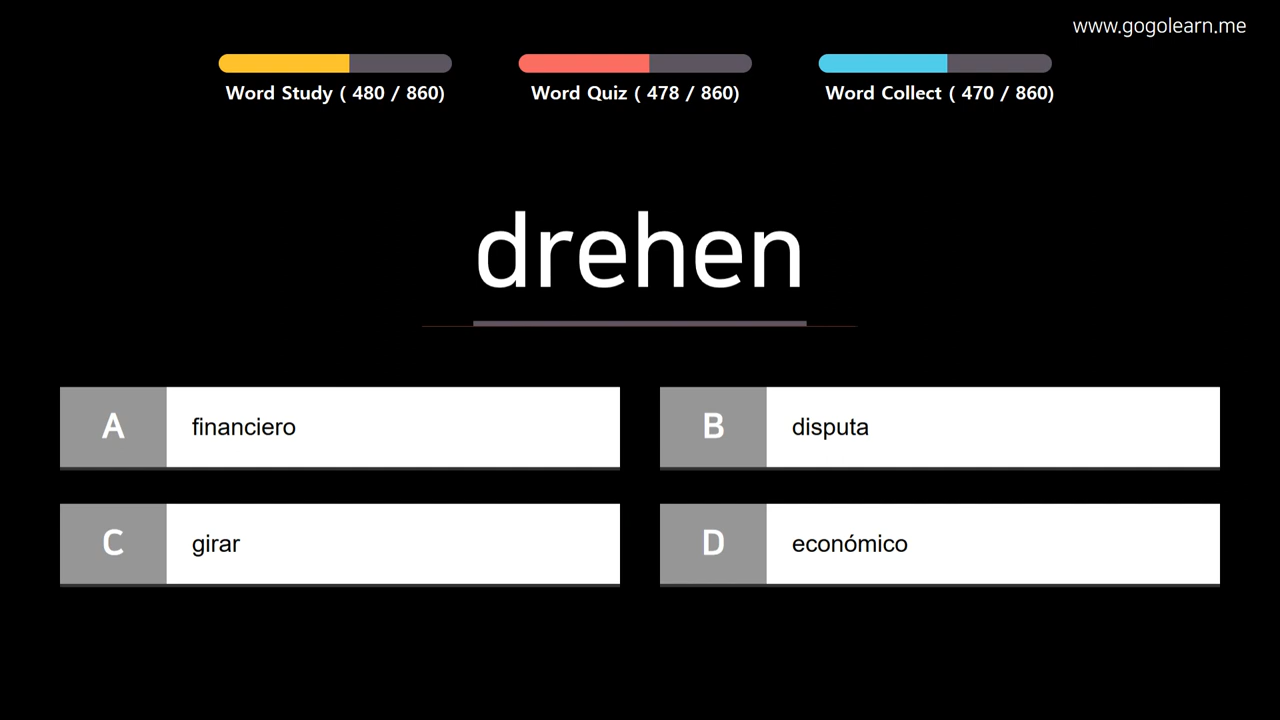 www.gogolearn.me
Word Study ( 480 / 860)
Word Quiz ( 478 / 860)
Word Collect ( 470 / 860)
drehen
A financiero
B disputa
C girar
D económico